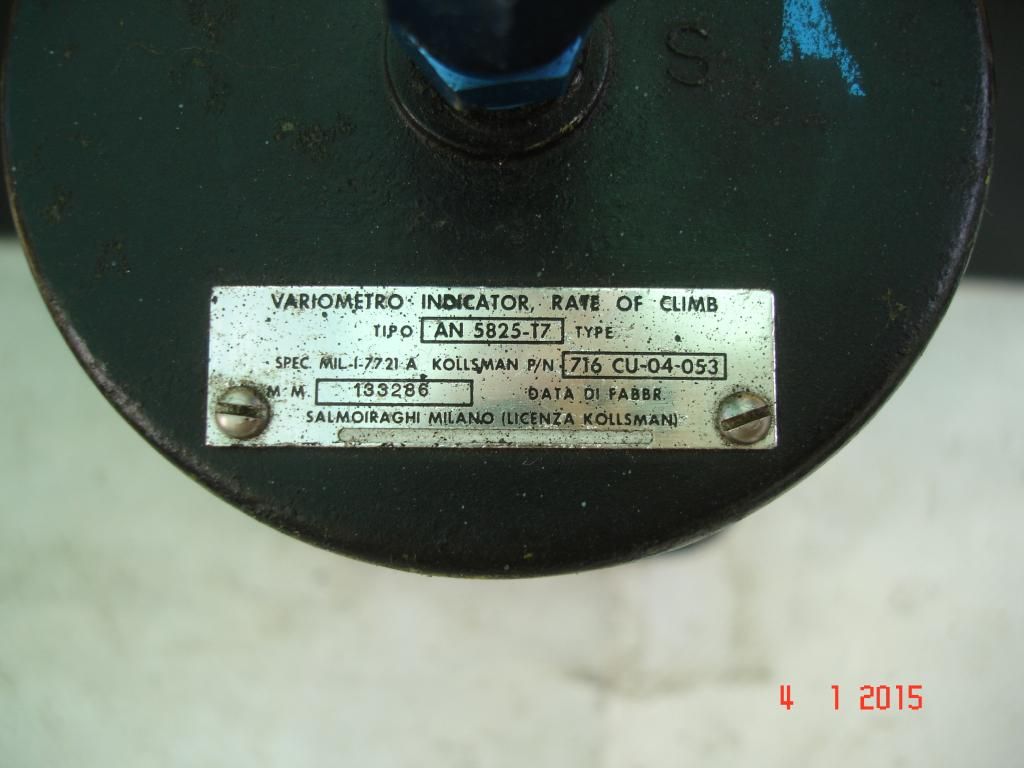 S
VARIOMETRO INDICATOR, RATE OF CLIMB
TIPO AN 5825-T7 TYPE
SPEC. MIL-I-7721 A KOLLSMAN P/N 716 CU-04-053
M M 133286 DATA DI FABBR.
SALMOIRAGHI MILANO (LICENZA KOLLSMAN)
4 1 2015